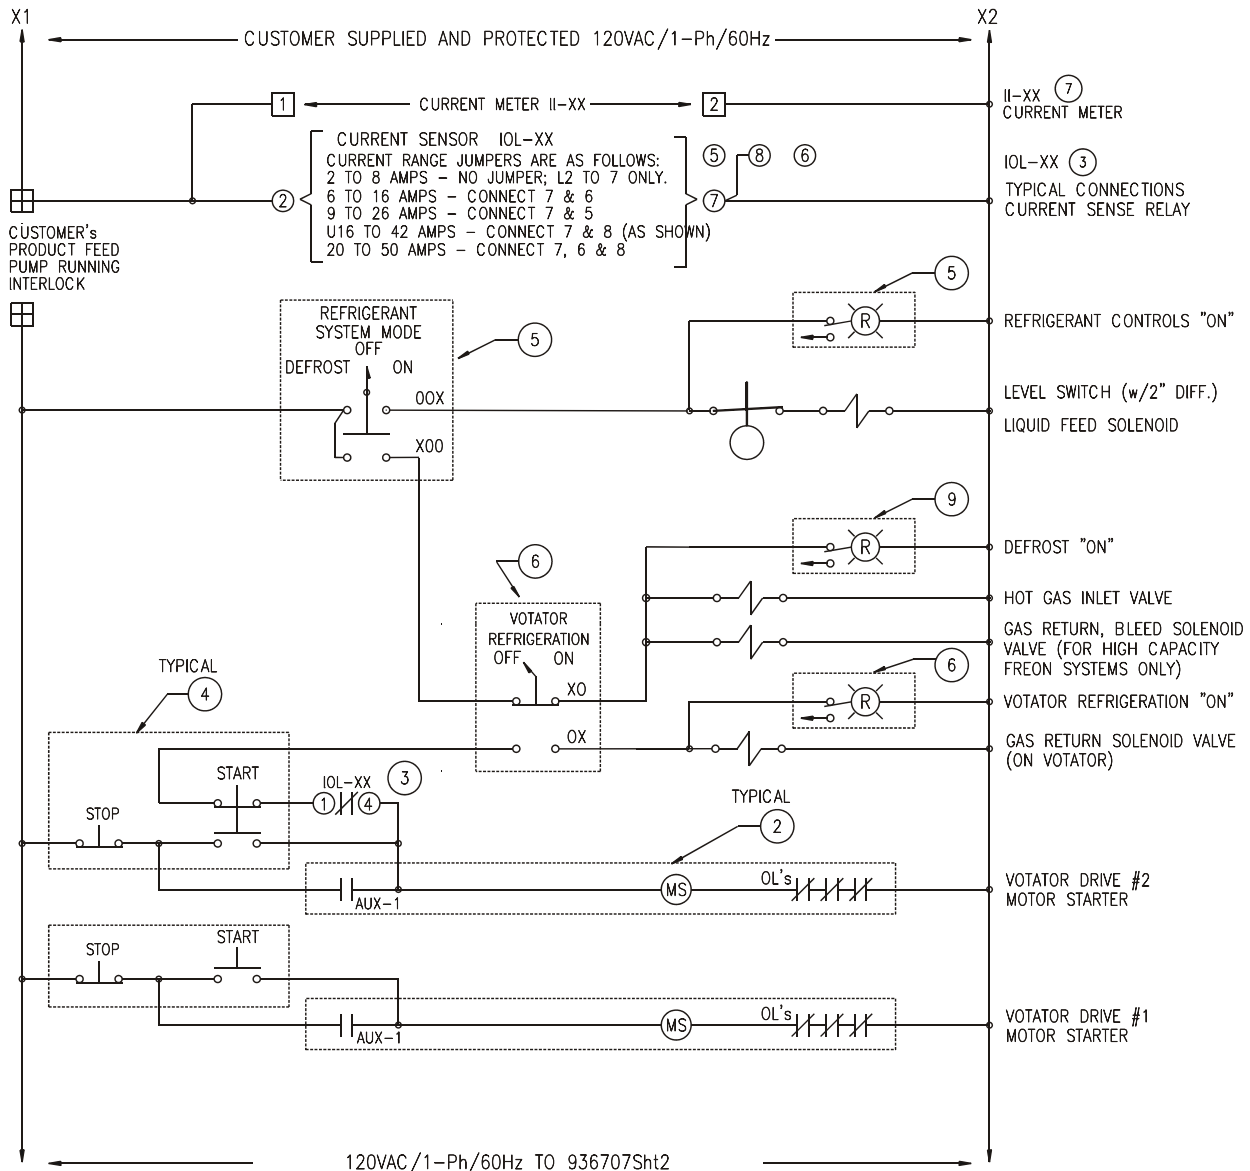 X1
X2
CUSTOMER SUPPLIED AND PROTECTED 120VAC/1-Ph/60Hz
1
CURRENT METER II-XX
2
II-XX 7
CURRENT METER
CURRENT SENSOR IOL-XX
CURRENT RANGE JUMPERS ARE AS FOLLOWS:
2 TO 8 AMPS - NO JUMPER; L2 TO 7 ONLY.
6 TO 16 AMPS - CONNECT 7 & 6
9 TO 26 AMPS - CONNECT 7 & 5
U16 TO 42 AMPS - CONNECT 7 & 8 (AS SHOWN)
20 TO 50 AMPS - CONNECT 7, 6 & 8
2
5 8 6
7
IOL-XX 3
TYPICAL CONNECTIONS
CURRENT SENSE RELAY
CUSTOMER's
PRODUCT FEED
PUMP RUNNING
INTERLOCK
REFRIGERANT
SYSTEM MODE
OFF
DEFROST ON
OOX
XOO
5
5
R
REFRIGERANT CONTROLS "ON"
LEVEL SWITCH (w/2" DIFF.)
LIQUID FEED SOLENOID
9
R
DEFROST "ON"
HOT GAS INLET VALVE
GAS RETURN, BLEED SOLENOID
VALVE (FOR HIGH CAPACITY
FREON SYSTEMS ONLY)
6
VOTATOR
REFRIGERATION
OFF ON
XO
OX
6
R
VOTATOR REFRIGERATION "ON"
GAS RETURN SOLENOID VALVE
(ON VOTATOR)
TYPICAL
4
START
STOP
IOL-XX 3
1 4
TYPICAL
2
AUX-1
MS
OL's
VOTATOR DRIVE #2
MOTOR STARTER
STOP
START
AUX-1
MS
OL's
VOTATOR DRIVE #1
MOTOR STARTER
120VAC/1-Ph/60Hz TO 936707Sht2